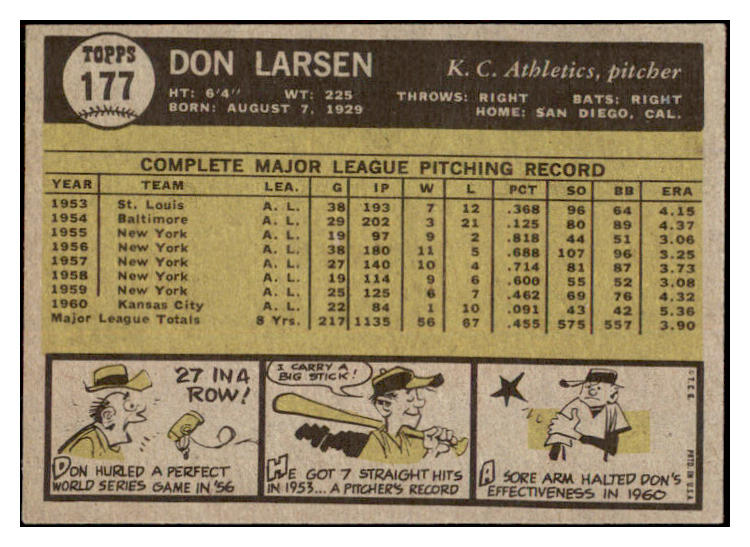 TOPPS
177
DON LARSEN
K. C. Athletics, pitcher
HT: 6'4" WT: 225 THROWS: RIGHT BATS: RIGHT
BORN: AUGUST 7, 1929 HOME: SAN DIEGO, CAL.
COMPLETE MAJOR LEAGUE PITCHING RECORD
YEAR TEAM LEA. G IP W L PCT SO BB ERA
1953 St. Louis A. L. 38 193 7 12 .368 96 64 4.15
1954 Baltimore A. L. 29 202 3 21 .125 80 89 4.37
1955 New York A. L. 19 97 9 2 .818 44 51 3.06
1956 New York A. L. 38 180 11 5 .688 107 96 3.25
1957 New York A. L. 27 140 10 4 .714 81 87 3.73
1958 New York A. L. 19 114 9 6 .600 55 52 3.08
1959 New York A. L. 25 125 6 7 .462 69 76 4.32
1960 Kansas City A. L. 22 84 1 10 .091 43 42 5.36
Major League Totals 8 Yrs. 217 1135 56 67 .455 575 557 3.90
27 IN A
ROW!
DON HURLED A PERFECT
WORLD SERIES GAME IN '56
I CARRY A
BIG STICK!
HE GOT 7 STRAIGHT HITS
IN 1953... A PITCHER'S RECORD
A SORE ARM HALTED DON'S
EFFECTIVENESS IN 1960
© T. C. G.
PRTD. IN U.S.A.